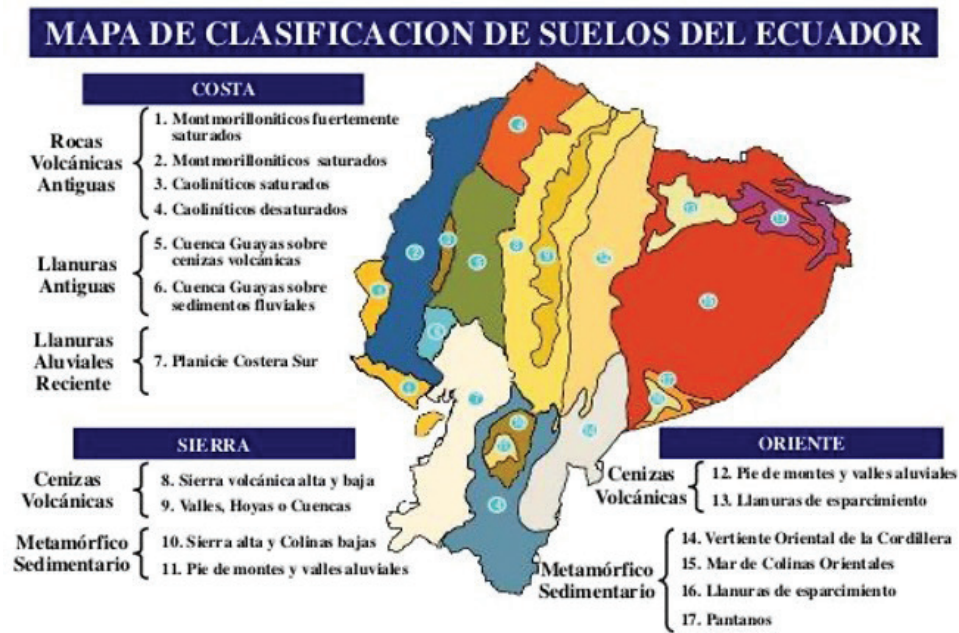 MAPA DE CLASIFICACION DE SUELOS DEL ECUADOR
COSTA
Rocas
Volcánicas
Antiguas
1. Montmorilloniticos fuertemente
saturados
2. Montmorilloniticos saturados
3. Caoliníticos saturados
4. Caoliníticos desaturados
Llanuras
Antiguas
5. Cuenca Guayas sobre
cenizas volcánicas
6. Cuenca Guayas sobre
sedimentos fluviales
Llanuras
Aluviales
Reciente
7. Planicie Costera Sur
SIERRA
Cenizas
Volcánicas
8. Sierra volcánica alta y baja
9. Valles, Hoyas o Cuencas
Metamórfico
Sedimentario
10. Sierra alta y Colinas bajas
11. Pie de montes y valles aluviales
ORIENTE
Cenizas
Volcánicas
12. Pie de montes y valles aluviales
13. Llanuras de esparcimiento
Metamórfico
Sedimentario
14. Vertiente Oriental de la Cordillera
15. Mar de Colinas Orientales
16. Llanuras de esparcimiento
17. Pantanos